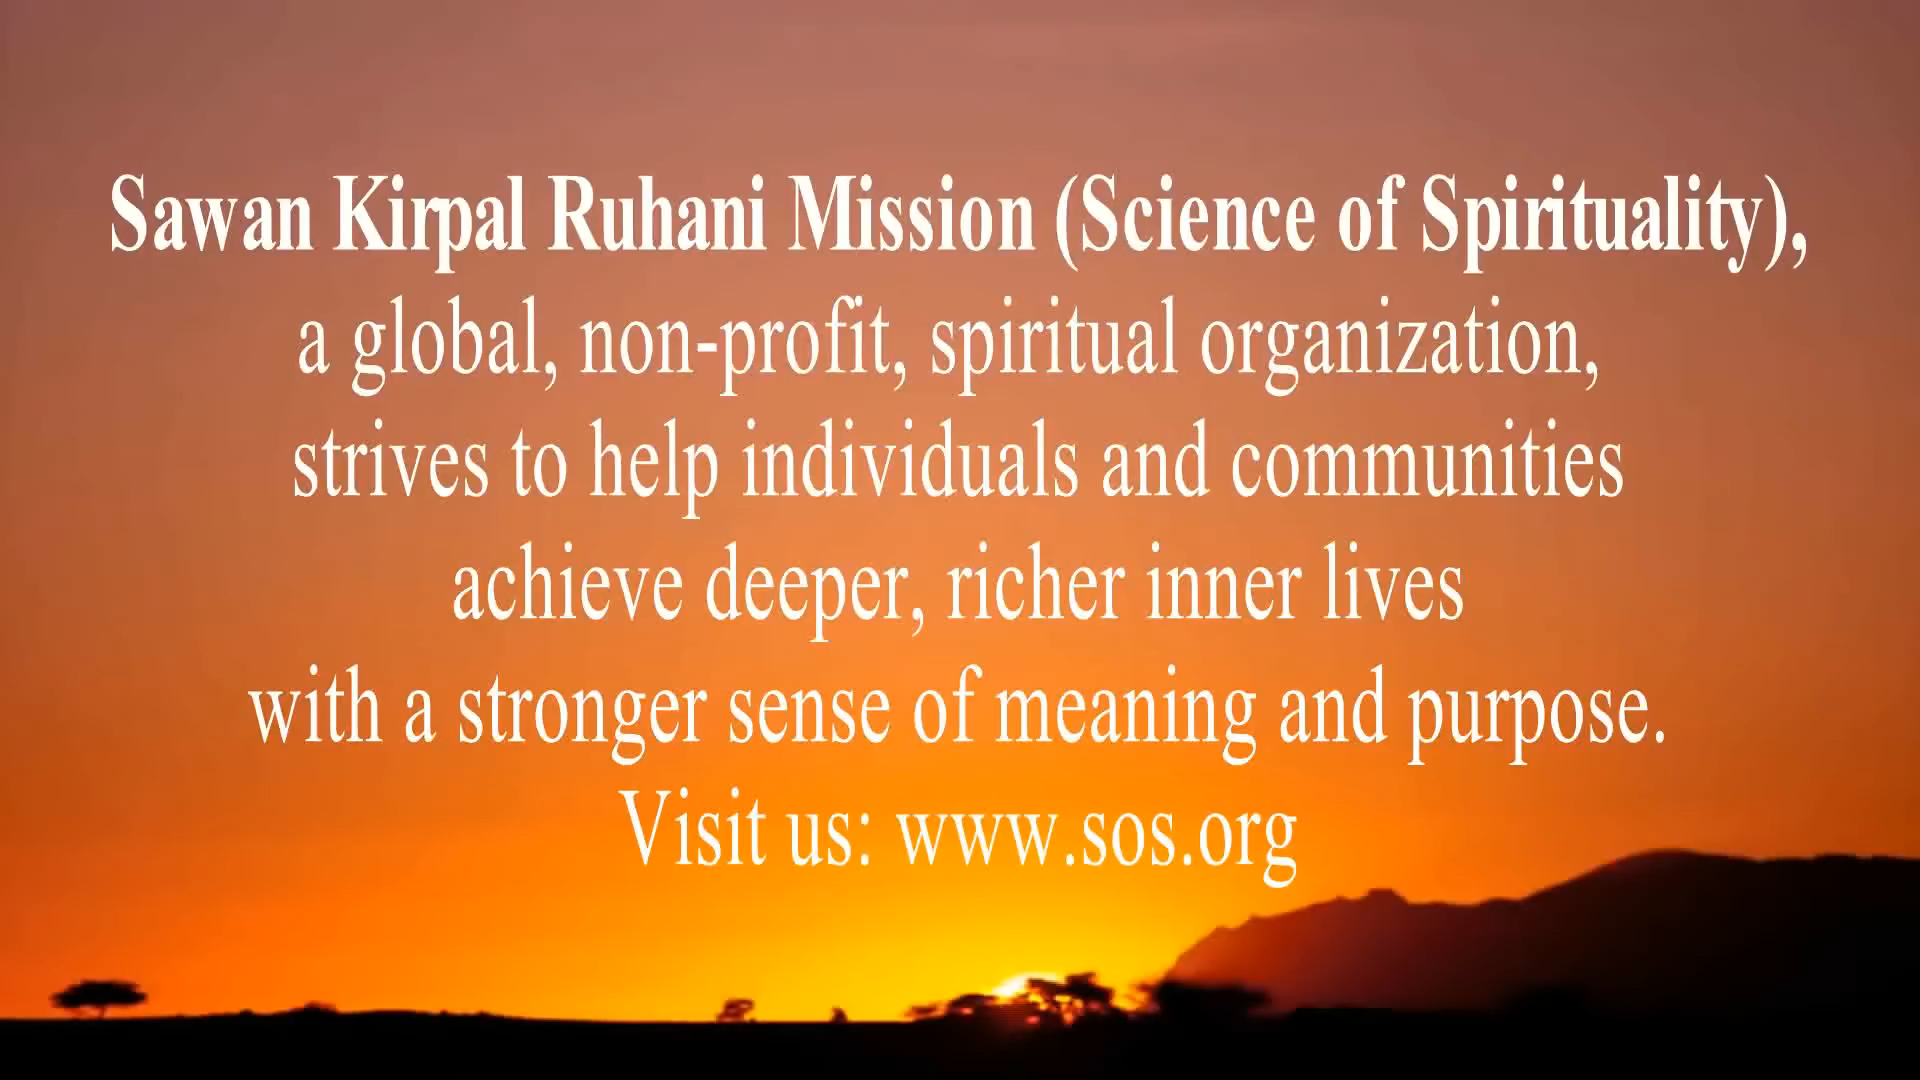 Sawan Kirpal Ruhani Mission (Science of Spirituality),
a global, non-profit, spiritual organization,
strives to help individuals and communities
achieve deeper, richer inner lives
with a stronger sense of meaning and purpose.
Visit us: www.sos.org